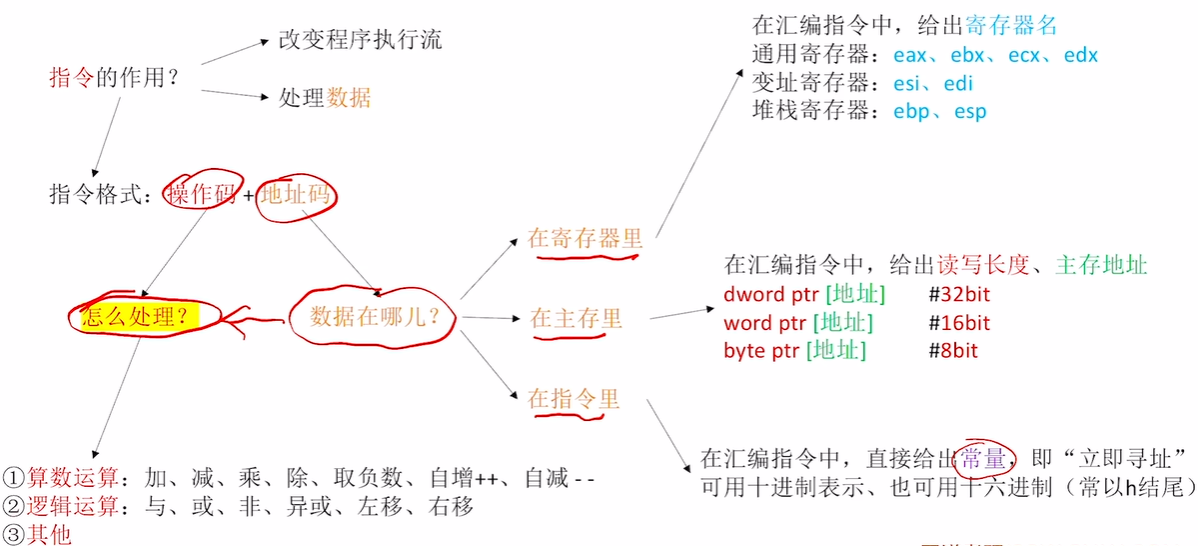 在汇编指令中，给出寄存器名
通用寄存器：eax、ebx、ecx、edx
变址寄存器：esi、edi
堆栈寄存器：ebp、esp
改变程序执行流
指令的作用？
处理数据
指令格式：操作码 + 地址码
在寄存器里
在汇编指令中，给出读写长度、主存地址
dword ptr [地址] #32bit
word ptr [地址] #16bit
byte ptr [地址] #8bit
怎么处理？
数据在哪儿？
在主存里
在指令里
在汇编指令中，直接给出常量，即“立即寻址”
可用十进制表示、也可用十六进制（常以h结尾）
①算数运算：加、减、乘、除、取负数、自增++、自减--
②逻辑运算：与、或、非、异或、左移、右移
③其他